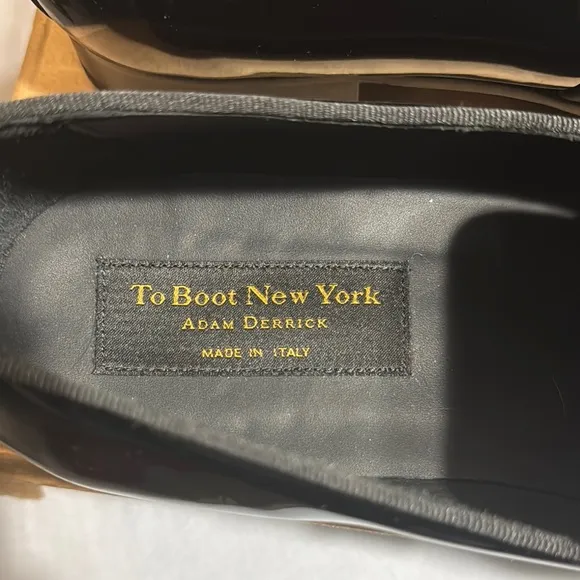 To Boot New York
ADAM DERRICK
MADE IN ITALY